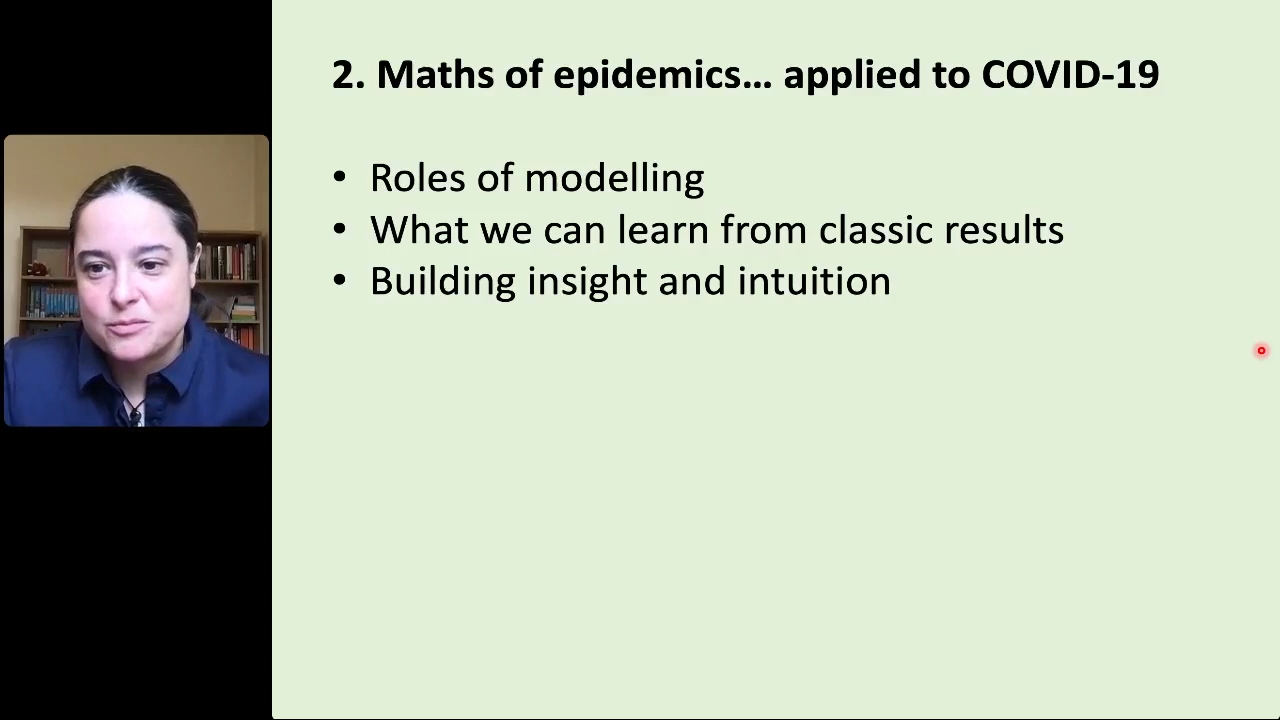 2. Maths of epidemics… applied to COVID-19
• Roles of modelling
• What we can learn from classic results
• Building insight and intuition